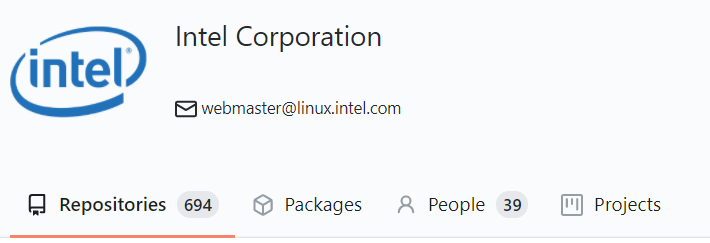 intel®
Intel Corporation
webmaster@linux.intel.com
Repositories 694 Packages People 39 Projects